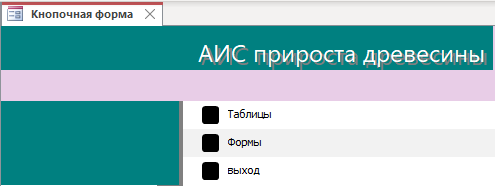 Кнопочная форма
АИС прироста древесины
Таблицы
Формы
выход